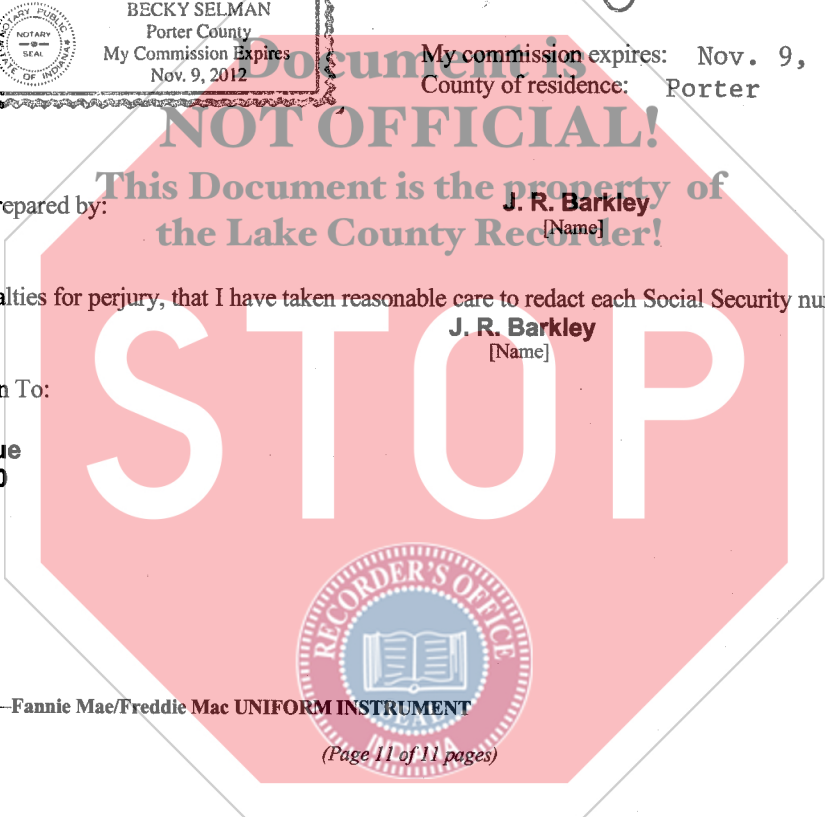 NOTARY PUBLIC
NOTARY
SEAL
STATE OF INDIANA
BECKY SELMAN
Porter County
My Commission Expires
Nov. 9, 2012
My commission expires: Nov. 9,
County of residence: Porter
Document is
NOT OFFICIAL!
This Document is the property of
the Lake County Recorder!
epared by:
J. R. Barkley
[Name]
alties for perjury, that I have taken reasonable care to redact each Social Security nu
J. R. Barkley
[Name]
n To:
ue
0
STOP
RECORDER'S OFFICE
SEAL
INDIANA
—Fannie Mae/Freddie Mac UNIFORM INSTRUMENT
(Page 11 of 11 pages)